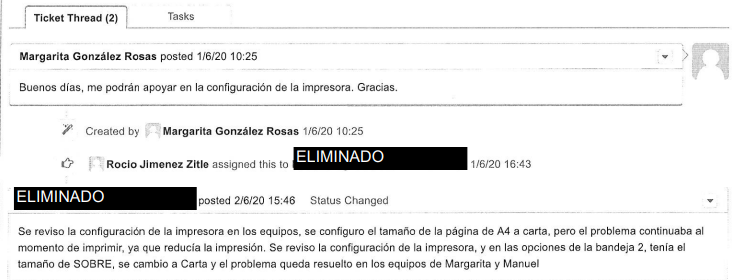 Ticket Thread (2) Tasks
Margarita González Rosas posted 1/6/20 10:25
Buenos días, me podrán apoyar en la configuración de la impresora. Gracias.
Created by Margarita González Rosas 1/6/20 10:25
Rocio Jimenez Zitle assigned this to ELIMINADO 1/6/20 16:43
ELIMINADO posted 2/6/20 15:46 Status Changed
Se reviso la configuración de la impresora en los equipos, se configuro el tamaño de la página de A4 a carta, pero el problema continuaba al
momento de imprimir, ya que reducía la impresión. Se reviso la configuración de la impresora, y en las opciones de la bandeja 2, tenía el
tamaño de SOBRE, se cambio a Carta y el problema queda resuelto en los equipos de Margarita y Manuel